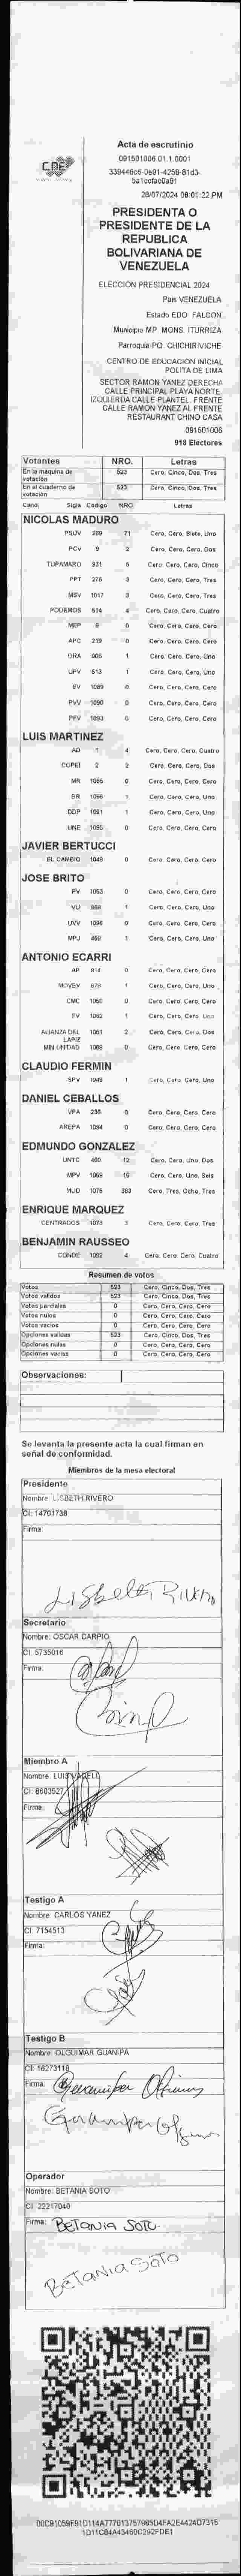 CNE
Acta de escrutinio
091501006.01.1.0001
339446c6-0e91-4258-81d3-
5a1ccfac0a91
28/07/2024 08:01:22 PM
PRESIDENTA O
PRESIDENTE DE LA
REPUBLICA
BOLIVARIANA DE
VENEZUELA
ELECCIÓN PRESIDENCIAL 2024
País VENEZUELA
Estado EDO. FALCON
Municipio MP. MONS. ITURRIZA
Parroquia PQ. CHICHIRIVICHE
CENTRO DE EDUCACION INICIAL
POLITA DE LIMA
SECTOR RAMON YANEZ DERECHA
CALLE PRINCIPAL PLAYA NORTE.
IZQUIERDA CALLE PLANTEL. FRENTE
CALLE RAMON YANEZ AL FRENTE
RESTAURANT CHINO CASA
091501006
918 Electores
Votantes NRO. Letras
En la máquina de votación 523 Cero, Cinco, Dos, Tres
En el cuaderno de votación 523 Cero, Cinco, Dos, Tres
Cand. Sigla Código NRO. Letras
NICOLAS MADURO
PSUV 269 71 Cero, Cero, Siete, Uno
PCV 9 2 Cero, Cero, Cero, Dos
TUPAMARO 931 5 Cero, Cero, Cero, Cinco
PPT 276 3 Cero, Cero, Cero, Tres
MSV 1017 3 Cero, Cero, Cero, Tres
PODEMOS 514 4 Cero, Cero, Cero, Cuatro
MEP 6 0 Cero, Cero, Cero, Cero
APC 219 0 Cero, Cero, Cero, Cero
ORA 906 1 Cero, Cero, Cero, Uno
UPV 513 1 Cero, Cero, Cero, Uno
EV 1089 0 Cero, Cero, Cero, Cero
PVV 1090 0 Cero, Cero, Cero, Cero
PFV 1093 0 Cero, Cero, Cero, Cero
LUIS MARTINEZ
AD 1 4 Cero, Cero, Cero, Cuatro
COPEI 2 2 Cero, Cero, Cero, Dos
MR 1065 0 Cero, Cero, Cero, Cero
BR 1066 1 Cero, Cero, Cero, Uno
DDP 1091 1 Cero, Cero, Cero, Uno
UNE 1095 0 Cero, Cero, Cero, Cero
JAVIER BERTUCCI
EL CAMBIO 1049 0 Cero, Cero, Cero, Cero
JOSE BRITO
PV 1053 0 Cero, Cero, Cero, Cero
VU 868 1 Cero, Cero, Cero, Uno
UVV 1096 0 Cero, Cero, Cero, Cero
MPJ 458 1 Cero, Cero, Cero, Uno
ANTONIO ECARRI
AP 814 0 Cero, Cero, Cero, Cero
MOVEV 878 1 Cero, Cero, Cero, Uno
CMC 1050 0 Cero, Cero, Cero, Cero
FV 1052 1 Cero, Cero, Cero, Uno
ALIANZA DEL LAPIZ 1051 2 Cero, Cero, Cero, Dos
MIN UNIDAD 1069 0 Cero, Cero, Cero, Cero
CLAUDIO FERMIN
SPV 1048 1 Cero, Cero, Cero, Uno
DANIEL CEBALLOS
VPA 236 0 Cero, Cero, Cero, Cero
AREPA 1094 0 Cero, Cero, Cero, Cero
EDMUNDO GONZALEZ
UNTC 480 12 Cero, Cero, Uno, Dos
MPV 1069 16 Cero, Cero, Uno, Seis
MUD 1075 383 Cero, Tres, Ocho, Tres
ENRIQUE MARQUEZ
CENTRADOS 1073 3 Cero, Cero, Cero, Tres
BENJAMIN RAUSSEO
CONDE 1092 4 Cero, Cero, Cero, Cuatro
Resumen de votos
Votos 523 Cero, Cinco, Dos, Tres
Votos validos 523 Cero, Cinco, Dos, Tres
Votos parciales 0 Cero, Cero, Cero, Cero
Votos nulos 0 Cero, Cero, Cero, Cero
Votos vacios 0 Cero, Cero, Cero, Cero
Opciones validas 523 Cero, Cinco, Dos, Tres
Opciones nulas 0 Cero, Cero, Cero, Cero
Opciones vacias 0 Cero, Cero, Cero, Cero
Observaciones:
Se levanta la presente acta la cual firman en
señal de conformidad.
Miembros de la mesa electoral
Presidente
Nombre: LISBETH RIVERO
CI: 14701738
Firma:
Lisbeth Rivero
Secretario
Nombre: OSCAR CARPIO
CI: 5735016
Firma:
Miembro A
Nombre: LUIS
CI: 8603527
Firma:
Testigo A
Nombre: CARLOS YANEZ
CI: 7154513
Firma:
Testigo B
Nombre: OLGUIMAR GUANIPA
CI: 16273118
Firma:
Operador
Nombre: BETANIA SOTO
CI: 22217040
Firma: Betania Soto
Betania Soto